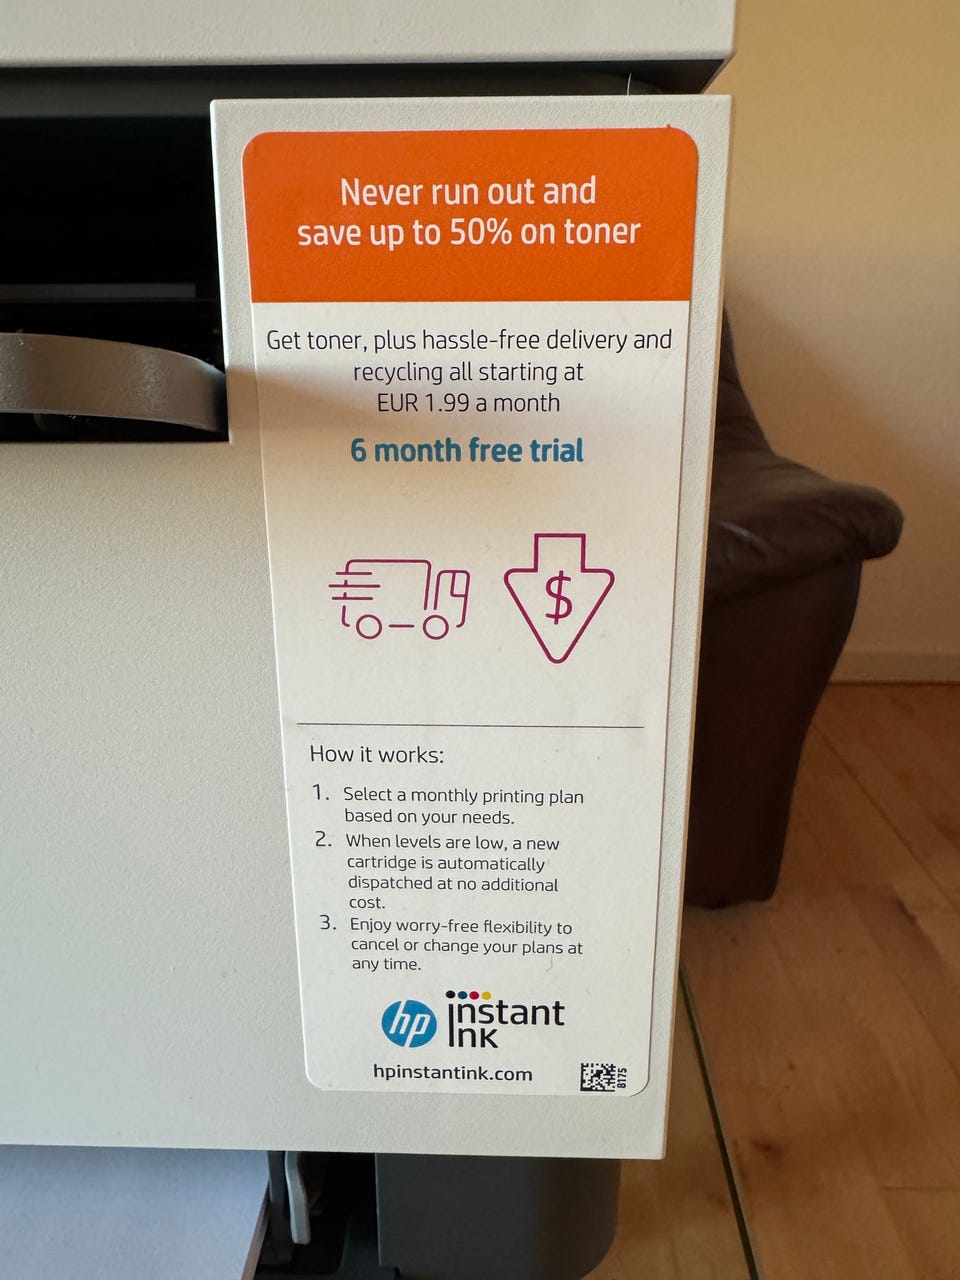 Never run out and
save up to 50% on toner
Get toner, plus hassle-free delivery and
recycling all starting at
EUR 1.99 a month
6 month free trial
$
How it works:
1. Select a monthly printing plan
based on your needs.
2. When levels are low, a new
cartridge is automatically
dispatched at no additional
cost.
3. Enjoy worry-free flexibility to
cancel or change your plans at
any time.
hp instant
ink
hpinstantink.com
8175